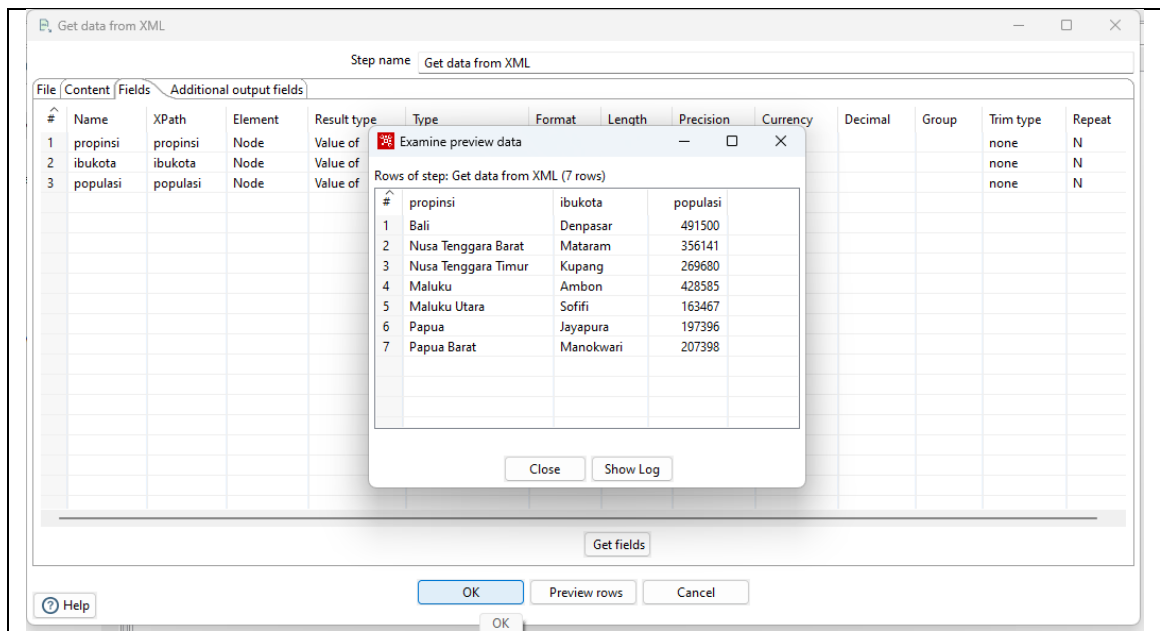 Get data from XML
Step name Get data from XML
File Content Fields Additional output fields
# Name XPath Element Result type Type Format Length Precision Currency Decimal Group Trim type Repeat
1 propinsi propinsi Node Value of none N
2 ibukota ibukota Node Value of none N
3 populasi populasi Node Value of none N
Examine preview data
Rows of step: Get data from XML (7 rows)
# propinsi ibukota populasi
1 Bali Denpasar 491500
2 Nusa Tenggara Barat Mataram 356141
3 Nusa Tenggara Timur Kupang 269680
4 Maluku Ambon 428585
5 Maluku Utara Sofifi 163467
6 Papua Jayapura 197396
7 Papua Barat Manokwari 207398
Close Show Log
Get fields
OK Preview rows Cancel
Help
OK